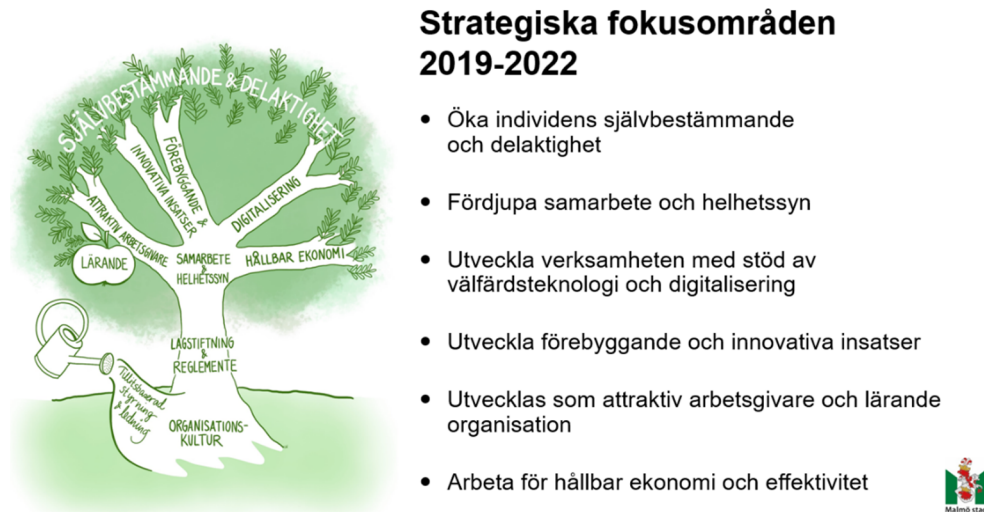 SJÄLVBESTÄMMANDE & DELAKTIGHET
ATTRAKTIV ARBETSGIVARE
INNOVATIVA INSATSER
FÖREBYGGANDE &
DIGITALISERING
HÅLLBAR EKONOMI
LÄRANDE
SAMARBETE
&
HELHETSSYN
LAGSTIFTNING
&
REGLEMENTE
Tillitsbaserad
styrning
& ledning
ORGANISATIONS-
KULTUR
Strategiska fokusområden
2019-2022
• Öka individens självbestämmande
och delaktighet
• Fördjupa samarbete och helhetssyn
• Utveckla verksamheten med stöd av
välfärdsteknologi och digitalisering
• Utveckla förebyggande och innovativa insatser
• Utvecklas som attraktiv arbetsgivare och lärande
organisation
• Arbeta för hållbar ekonomi och effektivitet
Malmö stad